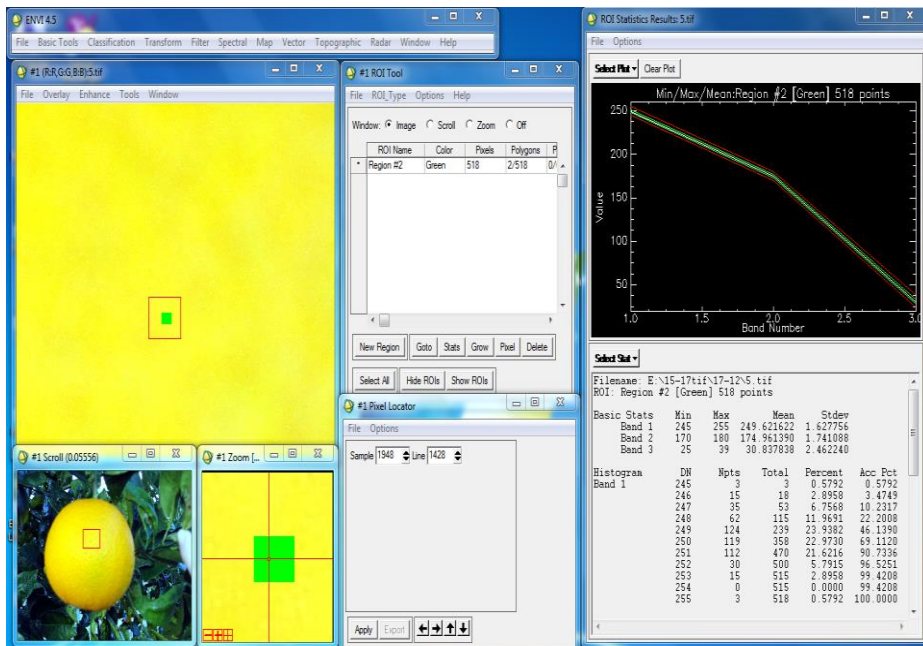 ENVI 4.5
File Basic Tools Classification Transform Filter Spectral Map Vector Topographic Radar Window Help
#1 (R:R,G:G,B:B):5.tif
File Overlay Enhance Tools Window
#1 Scroll (0.05556)
#1 Zoom [...
#1 ROI Tool
File ROI_Type Options Help
Window: Image Scroll Zoom Off
ROI Name Color Pixels Polygons
* Region #2 Green 518 2/518
New Region Goto Stats Grow Pixel Delete
Select All Hide ROIs Show ROIs
#1 Pixel Locator
File Options
Sample 1948 Line 1428
Apply Export
ROI Statistics Results: 5.tif
File Options
Select Plot Clear Plot
Min/Max/Mean:Region #2 [Green] 518 points
250
200
150
100
50
Value
1.0 1.5 2.0 2.5 3.0
Band Number
Select Stat
Filename: E:\15-17tif\17-12\5.tif
ROI: Region #2 [Green] 518 points
Basic Stats Min Max Mean Stdev
Band 1 245 255 249.621622 1.627756
Band 2 170 180 174.961390 1.741088
Band 3 25 39 30.837838 2.462240
Histogram DN Npts Total Percent Acc Pct
Band 1 245 3 3 0.5792 0.5792
246 15 18 2.8958 3.4749
247 35 53 6.7568 10.2317
248 62 115 11.9691 22.2008
249 124 239 23.9382 46.1390
250 119 358 22.9730 69.1120
251 112 470 21.6216 90.7336
252 30 500 5.7915 96.5251
253 15 515 2.8958 99.4208
254 0 515 0.0000 99.4208
255 3 518 0.5792 100.0000